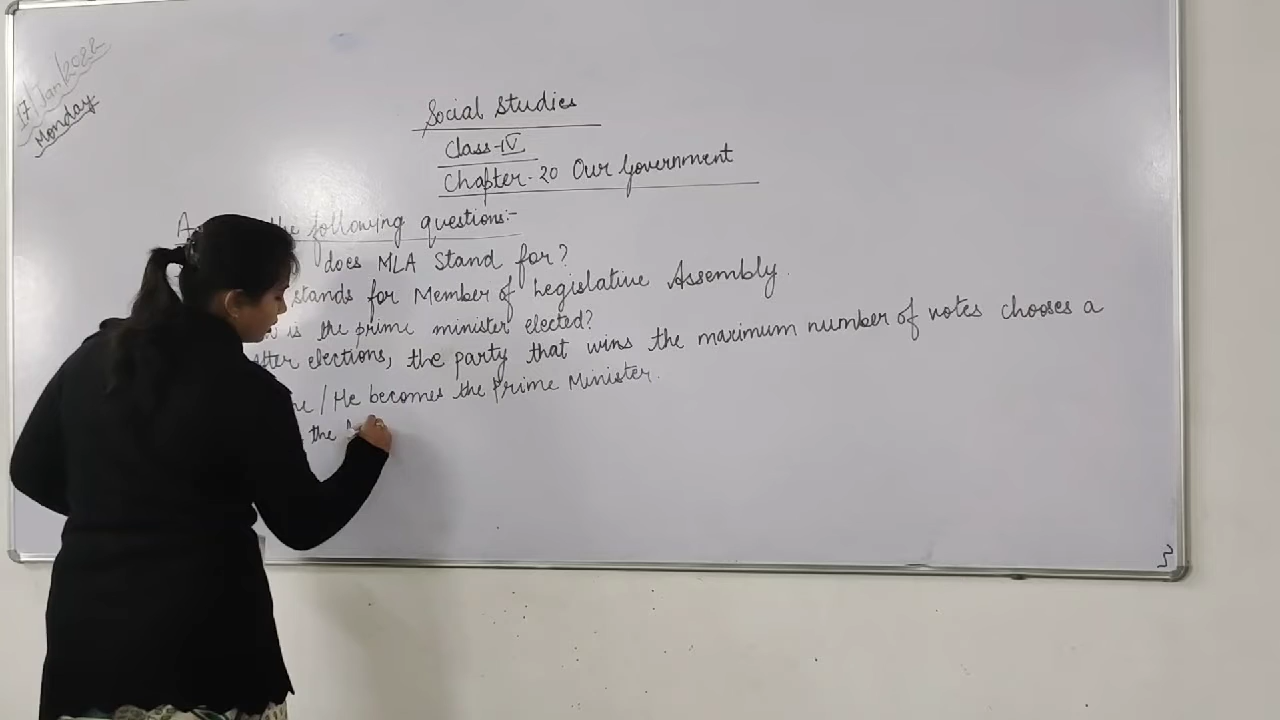 17/Jan/2022
Monday
Social Studies
Class-IV
Chapter-20 Our Government
the following questions:-
does MLA Stand for?
stands for Member of Legislative Assembly.
is the prime minister elected?
After elections, the party that wins the maximum number of votes chooses a
/ He becomes the Prime Minister.
the